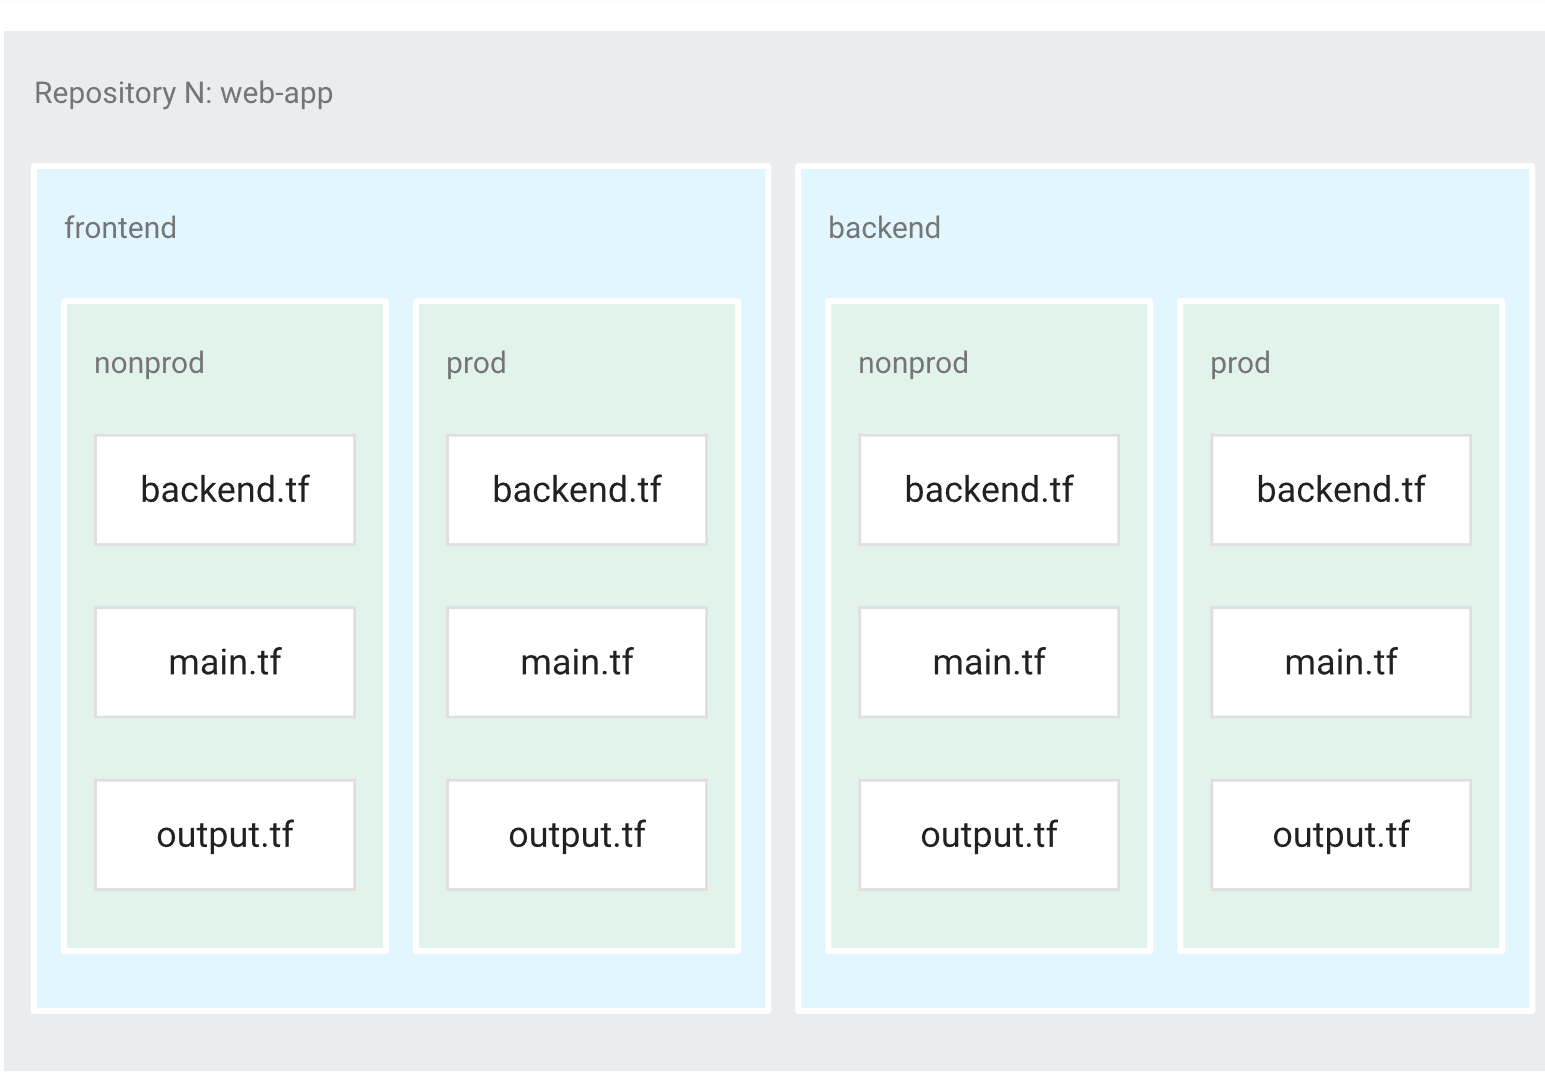 Repository N: web-app
frontend
nonprod
backend.tf
main.tf
output.tf
prod
backend.tf
main.tf
output.tf
backend
nonprod
backend.tf
main.tf
output.tf
prod
backend.tf
main.tf
output.tf